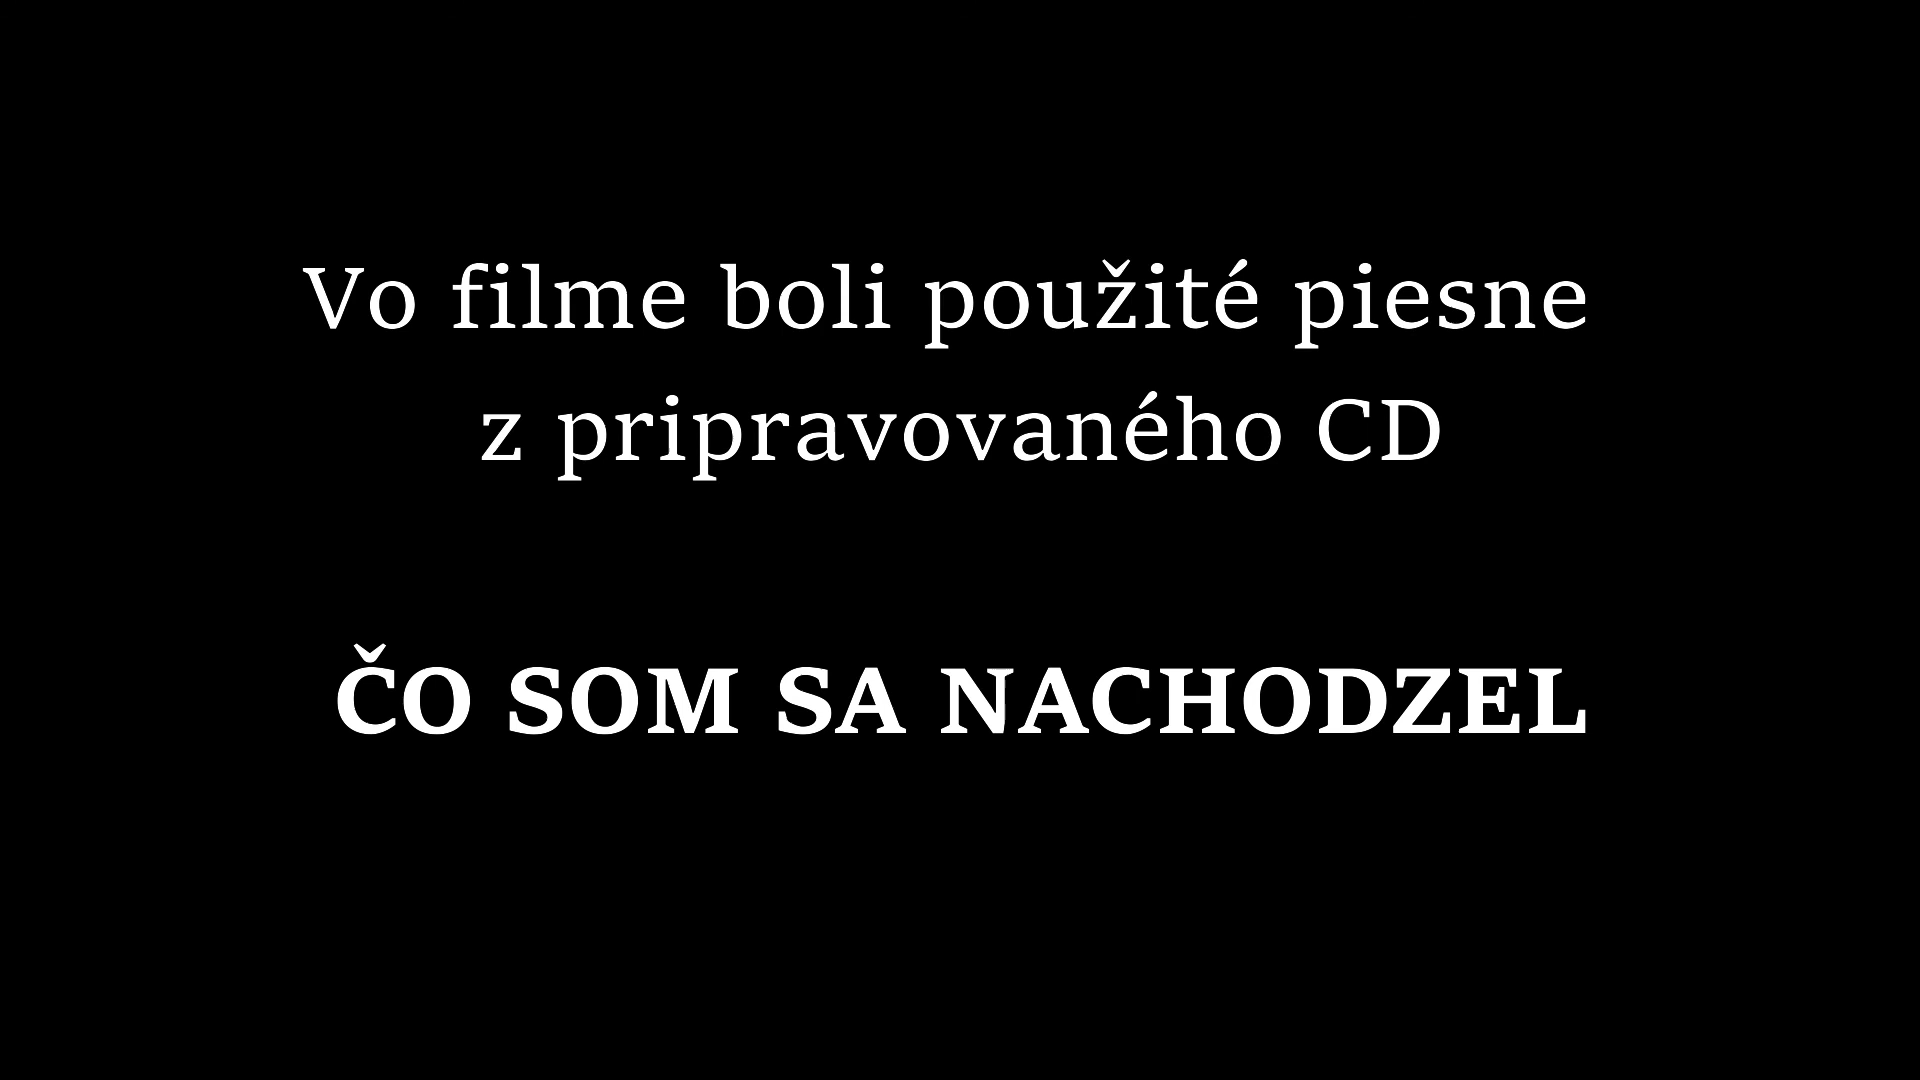 Vo filme boli použité piesne
z pripravovaného CD
ČO SOM SA NACHODZEL